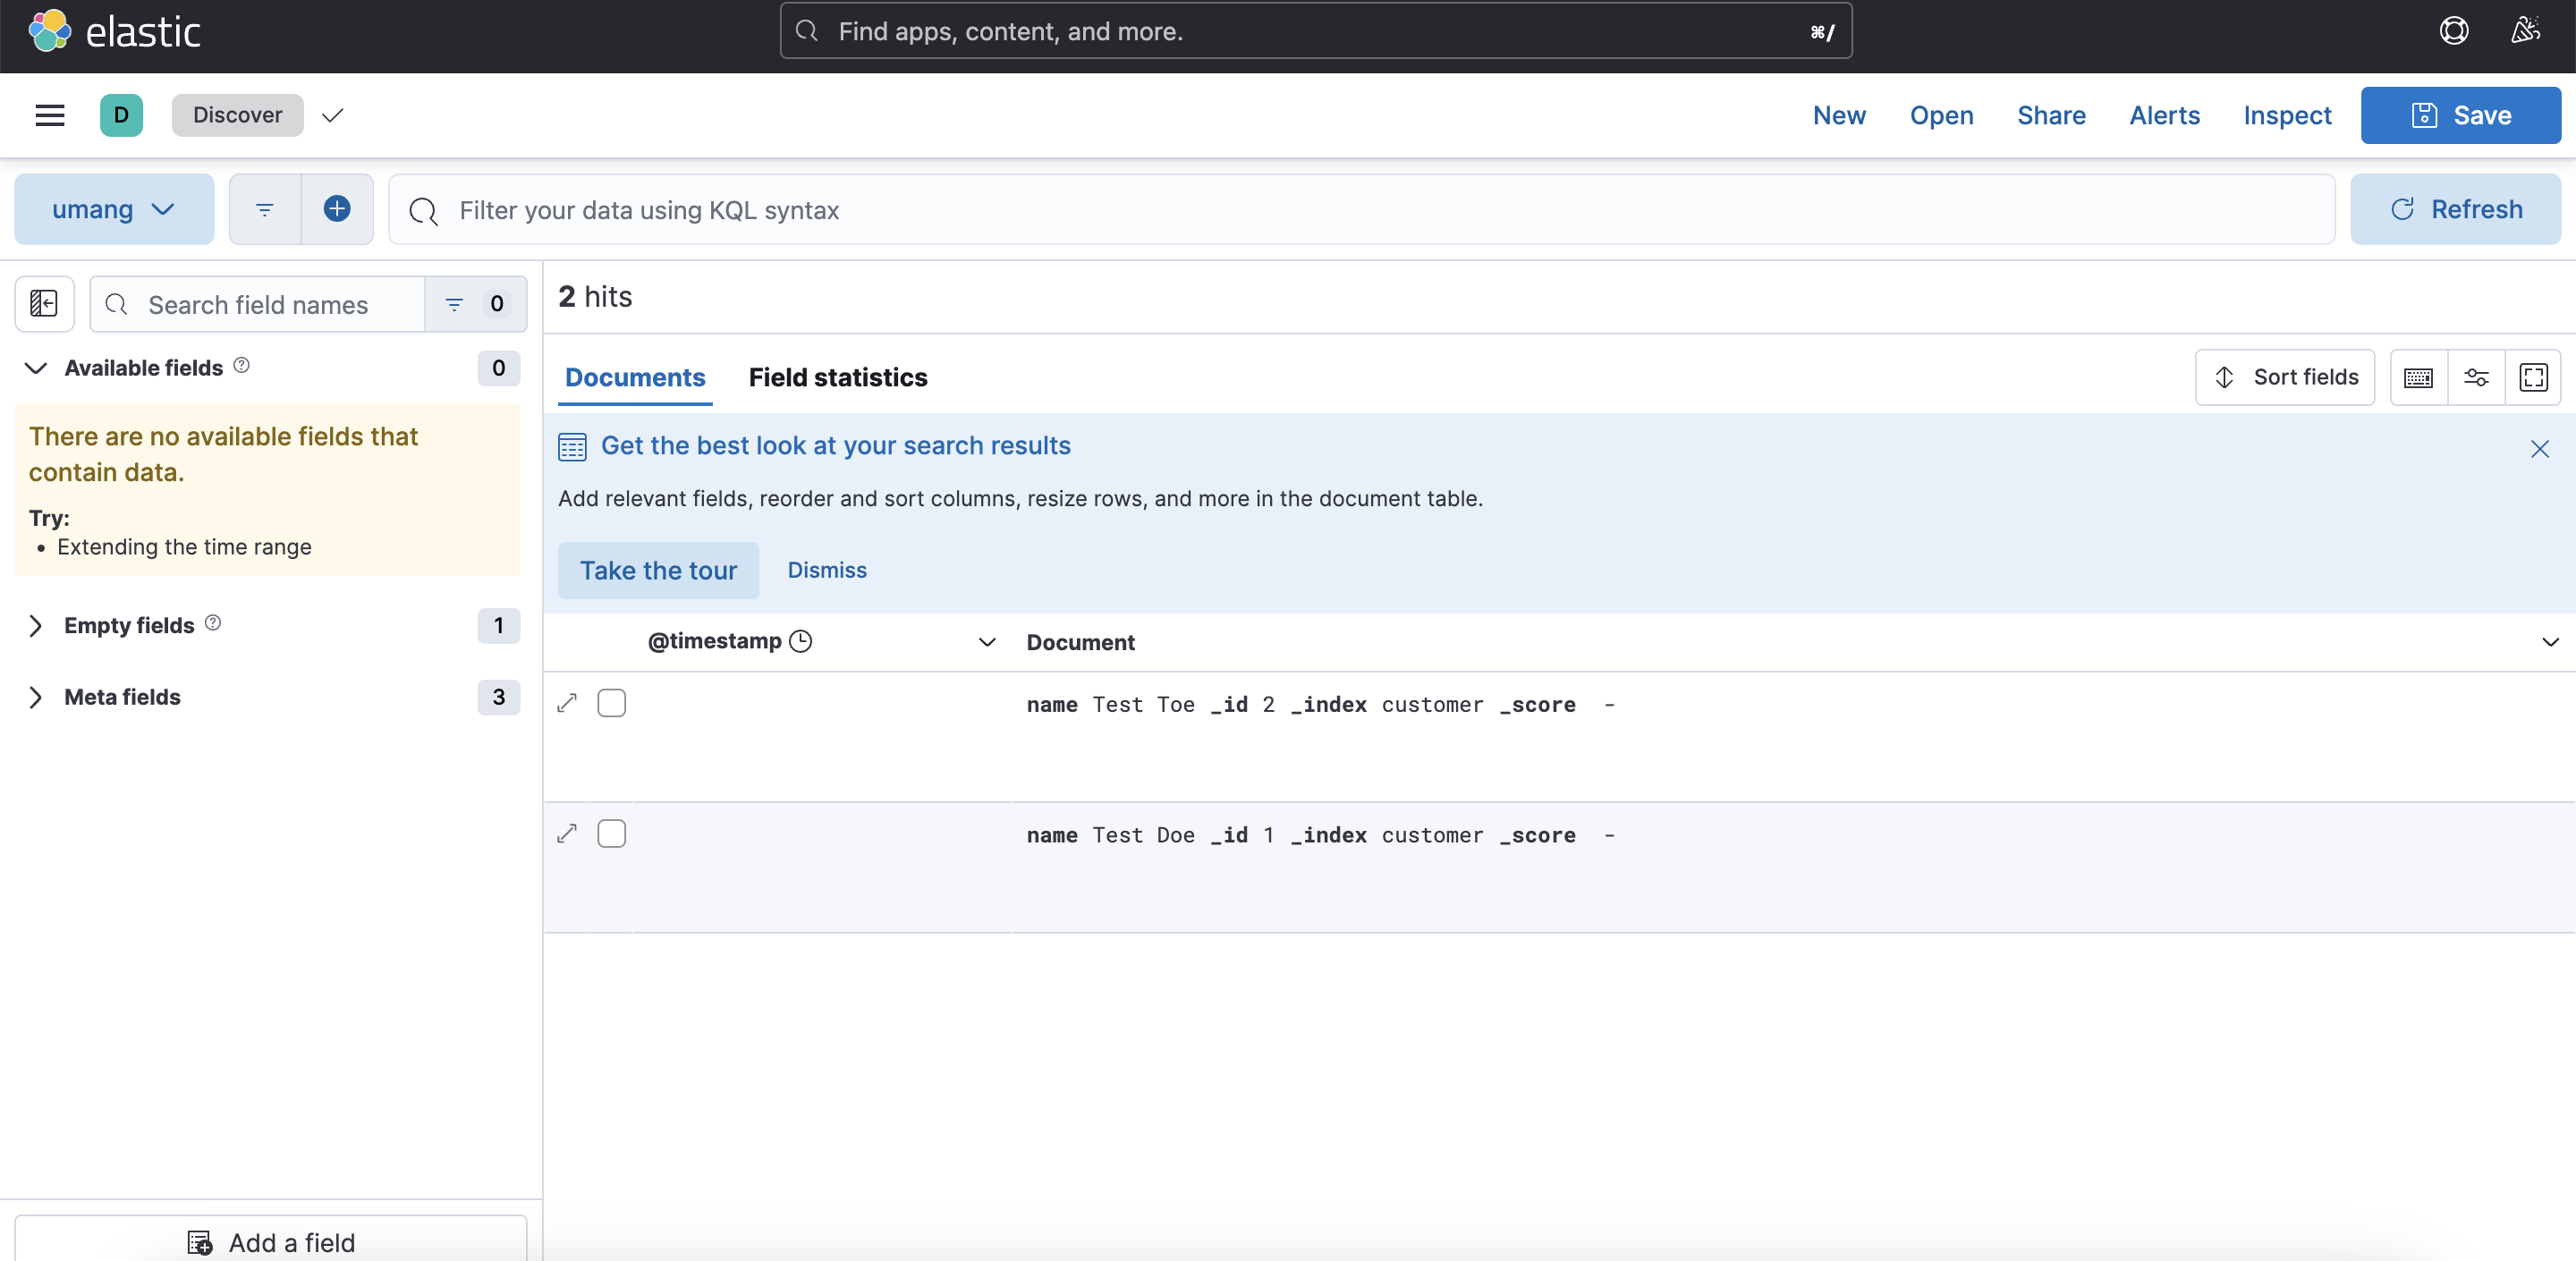 elastic
Find apps, content, and more.
⌘/
D
Discover
New
Open
Share
Alerts
Inspect
Save
umang
Filter your data using KQL syntax
Refresh
Search field names
0
2 hits
Available fields
0
Documents
Field statistics
Sort fields
There are no available fields that
contain data.
Try:
• Extending the time range
Get the best look at your search results
Add relevant fields, reorder and sort columns, resize rows, and more in the document table.
Take the tour
Dismiss
Empty fields
1
Meta fields
3
@timestamp
Document
name Test Toe _id 2 _index customer _score -
name Test Doe _id 1 _index customer _score -
Add a field